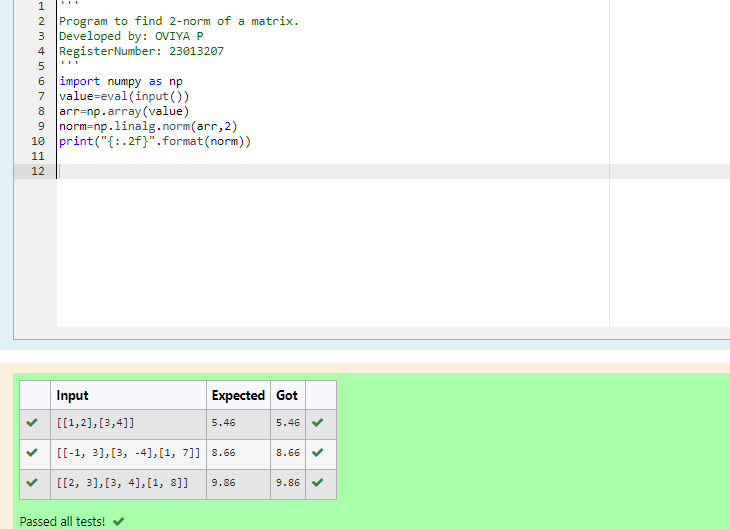 1 '''
2 Program to find 2-norm of a matrix.
3 Developed by: OVIYA P
4 RegisterNumber: 23013207
5 '''
6 import numpy as np
7 value=eval(input())
8 arr=np.array(value)
9 norm=np.linalg.norm(arr,2)
10 print("{:.2f}".format(norm))
11
12
Input Expected Got
✔ [[1,2],[3,4]] 5.46 5.46 ✔
✔ [[-1, 3],[3, -4],[1, 7]] 8.66 8.66 ✔
✔ [[2, 3],[3, 4],[1, 8]] 9.86 9.86 ✔
Passed all tests! ✔